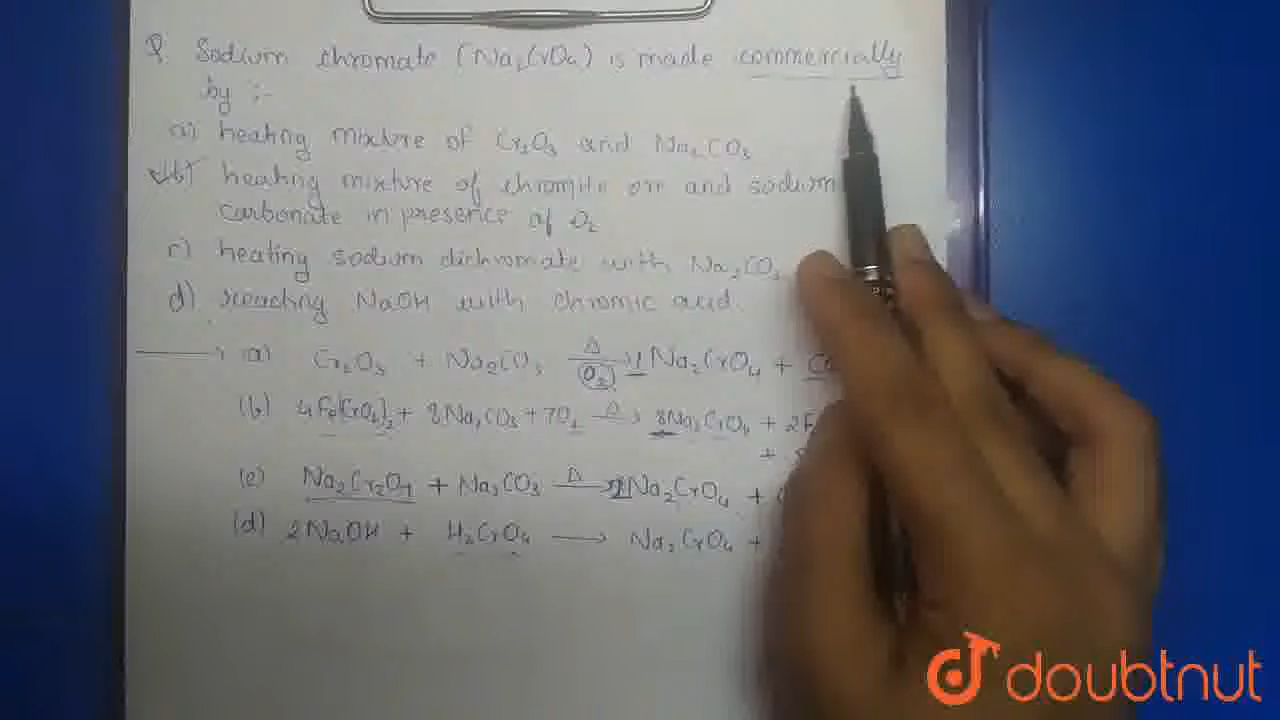 Q. Sodium chromate (Na2CrO4) is made commercially
by :-
a) heating mixture of Cr2O3 and Na2CO3
b) heating mixture of chromite ore and sodium
carbonate in presence of O2
c) heating sodium dichromate with Na2CO3
d) reacting NaOH with chromic acid.
(a) Cr2O3 + Na2CO3 Δ (O2) → Na2CrO4 +
(b) 4Fe(CrO2)2 + 8Na2CO3 + 7O2 Δ → 8Na2CrO4 + 2F
+
(c) Na2Cr2O7 + Na2CO3 Δ → 2Na2CrO4 +
(d) 2NaOH + H2CrO4 → Na2CrO4 +
doubtnut